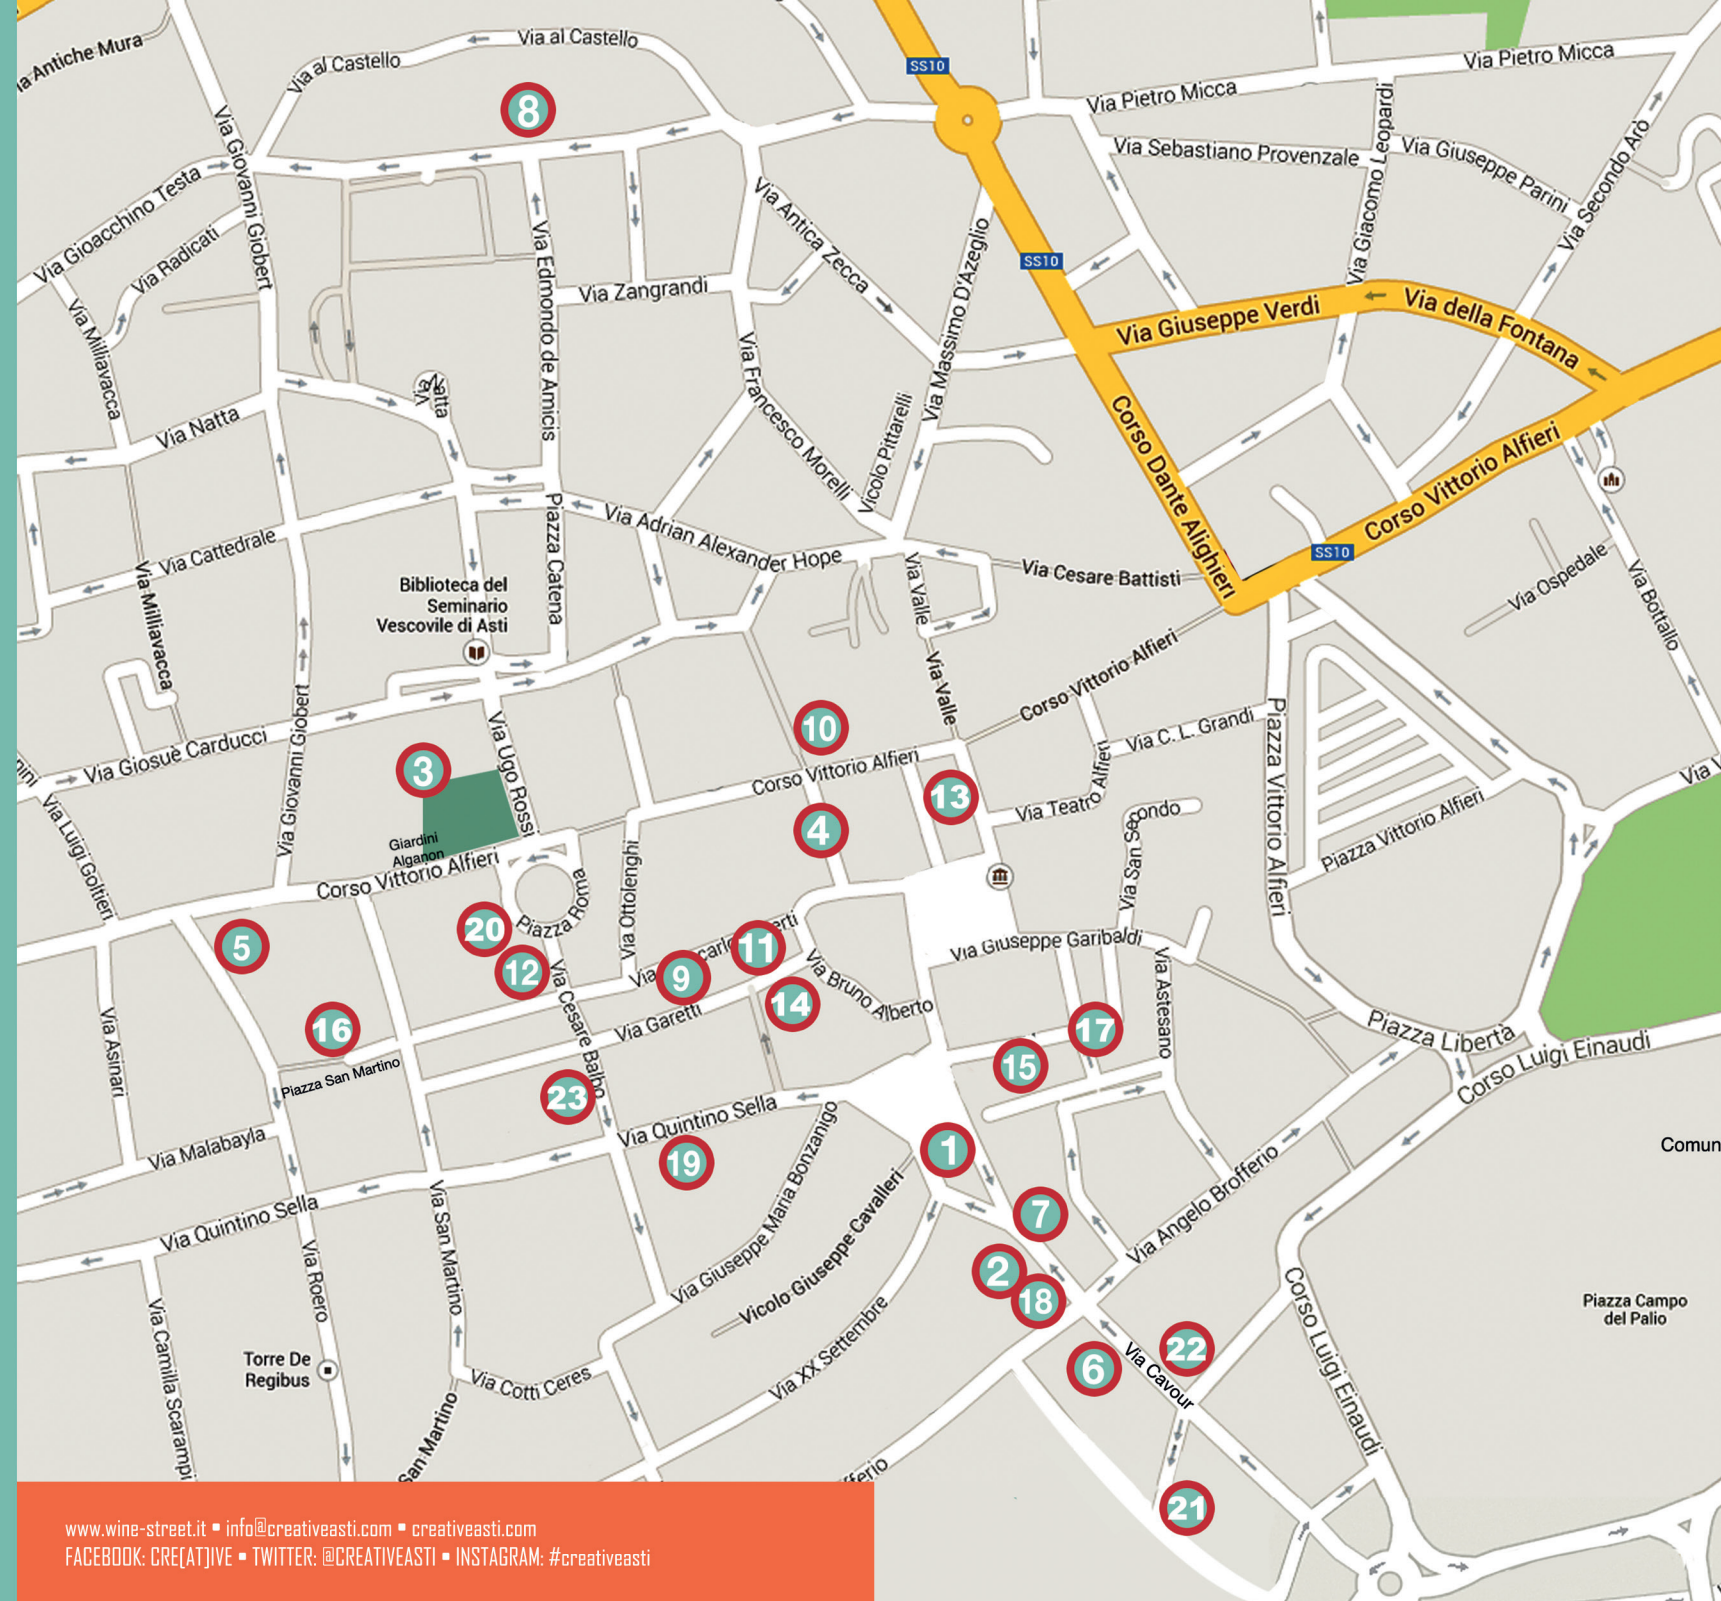 ia Antiche Mura
Via al Castello
Via al Castello
8
SS10
Via Pietro Micca
Via Pietro Micca
Via Giovanni Giobert
Via Gioacchino Testa
Via Radicati
Via Sebastiano Provenzale
Via Giuseppe Parini
Via Giacomo Leopardi
Via Secondo Arò
Via Antica Zecca
Via Edmondo de Amicis
Via Zangrandi
Via Massimo D'Azeglio
SS10
Via Giuseppe Verdi
Via della Fontana
Via Milliavacca
Via Natta
Via Natta
Via Francesco Morelli
Vicolo Pittarelli
Corso Dante Alighieri
Corso Vittorio Alfieri
SS10
Piazza Catena
Via Adrian Alexander Hope
Via Cattedrale
Via Milliavacca
Biblioteca del
Seminario
Vescovile di Asti
Via Valle
Via Cesare Battisti
Via Ospedale
Via Bottallo
Via Valle
Corso Vittorio Alfieri
Via Giosuè Carducci
Via Giovanni Giobert
Via Ugo Rossi
10
3
Corso Vittorio Alfieri
Via C. L. Grandi
Piazza Vittorio Alfieri
13
Via Teatro Alfieri
4
Via San Secondo
Piazza Vittorio Alfieri
Via V
pini
Via Luigi Goltieri
Giardini
Alganon
Corso Vittorio Alfieri
Via Ottolenghi
Piazza Roma
20
5
12
11
9
14
Via Garetti
Via Bruno Alberto
Via Giuseppe Garibaldi
Via Astesano
Via Cesare Balbo
16
Piazza San Martino
Via Asinari
17
15
Piazza Libertà
Corso Luigi Einaudi
23
Via Quintino Sella
Via Malabayla
19
1
Via Giuseppe Maria Bonzanigo
Vicolo Giuseppe Cavalleri
7
Via Angelo Brofferio
Comun
Via Quintino Sella
Via San Martino
Via Roero
2
18
Via XX Settembre
Corso Luigi Einaudi
Piazza Campo
del Palio
Via Camilla Scarampi
Torre De
Regibus
Via Cotti Ceres
6
22
Via Cavour
San Martino
fferio
21
www.wine-street.it ▪ info@creativeasti.com ▪ creativeasti.com
FACEBOOK: CRE[AT]IVE ▪ TWITTER: @CREATIVEASTI ▪ INSTAGRAM: #creativeasti